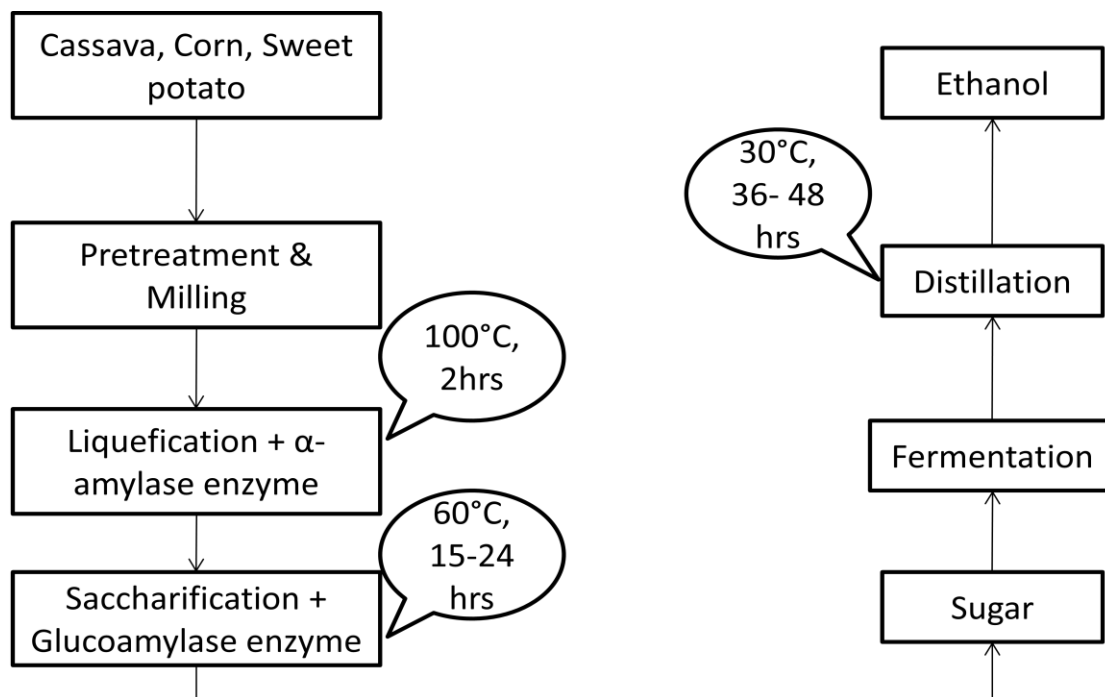 Cassava, Corn, Sweet
potato
Pretreatment &
Milling
100°C,
2hrs
Liquefication + α-
amylase enzyme
60°C,
15-24
hrs
Saccharification +
Glucoamylase enzyme
Sugar
Fermentation
Distillation
30°C,
36- 48
hrs
Ethanol